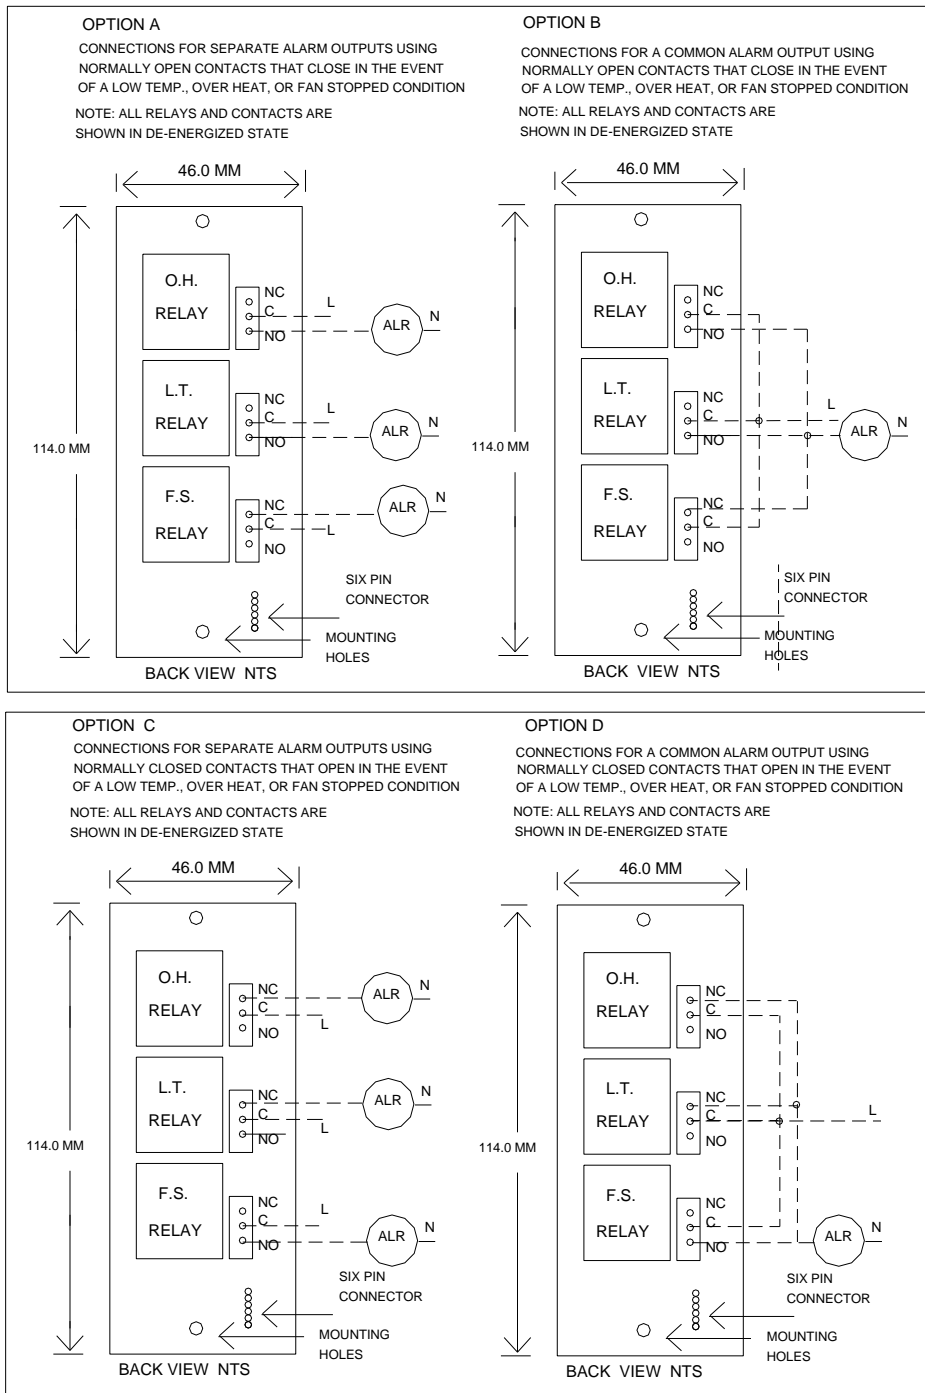 OPTION A
CONNECTIONS FOR SEPARATE ALARM OUTPUTS USING
NORMALLY OPEN CONTACTS THAT CLOSE IN THE EVENT
OF A LOW TEMP., OVER HEAT, OR FAN STOPPED CONDITION
NOTE: ALL RELAYS AND CONTACTS ARE
SHOWN IN DE-ENERGIZED STATE
46.0 MM
114.0 MM
O.H.
RELAY
NC
C
NO
L
ALR
N
L.T.
RELAY
NC
C
NO
L
ALR
N
F.S.
RELAY
NC
C
NO
L
ALR
N
SIX PIN
CONNECTOR
MOUNTING
HOLES
BACK VIEW NTS
OPTION B
CONNECTIONS FOR A COMMON ALARM OUTPUT USING
NORMALLY OPEN CONTACTS THAT CLOSE IN THE EVENT
OF A LOW TEMP., OVER HEAT, OR FAN STOPPED CONDITION
NOTE: ALL RELAYS AND CONTACTS ARE
SHOWN IN DE-ENERGIZED STATE
46.0 MM
114.0 MM
O.H.
RELAY
NC
C
NO
L.T.
RELAY
NC
C
NO
L
ALR
N
F.S.
RELAY
NC
C
NO
SIX PIN
CONNECTOR
MOUNTING
HOLES
BACK VIEW NTS
OPTION C
CONNECTIONS FOR SEPARATE ALARM OUTPUTS USING
NORMALLY CLOSED CONTACTS THAT OPEN IN THE EVENT
OF A LOW TEMP., OVER HEAT, OR FAN STOPPED CONDITION
NOTE: ALL RELAYS AND CONTACTS ARE
SHOWN IN DE-ENERGIZED STATE
46.0 MM
114.0 MM
O.H.
RELAY
NC
C
NO
L
ALR
N
L.T.
RELAY
NC
C
NO
L
ALR
N
F.S.
RELAY
NC
C
NO
L
ALR
N
SIX PIN
CONNECTOR
MOUNTING
HOLES
BACK VIEW NTS
OPTION D
CONNECTIONS FOR A COMMON ALARM OUTPUT USING
NORMALLY CLOSED CONTACTS THAT OPEN IN THE EVENT
OF A LOW TEMP., OVER HEAT, OR FAN STOPPED CONDITION
NOTE: ALL RELAYS AND CONTACTS ARE
SHOWN IN DE-ENERGIZED STATE
46.0 MM
114.0 MM
O.H.
RELAY
NC
C
NO
L.T.
RELAY
NC
C
NO
L
F.S.
RELAY
NC
C
NO
ALR
N
SIX PIN
CONNECTOR
MOUNTING
HOLES
BACK VIEW NTS